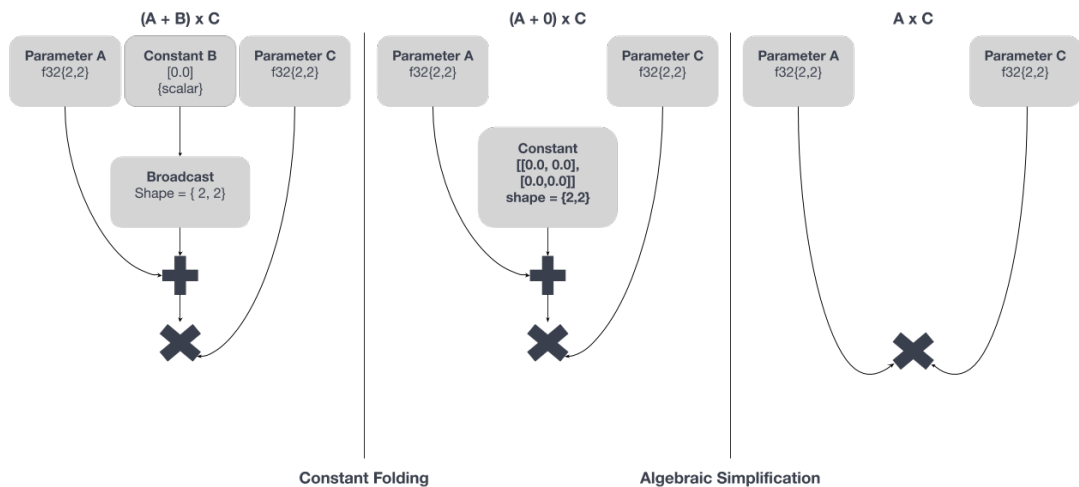 (A + B) x C
Parameter A
f32{2,2}
Constant B
[0.0]
{scalar}
Parameter C
f32{2,2}
Broadcast
Shape = { 2, 2}
(A + 0) x C
Parameter A
f32{2,2}
Parameter C
f32{2,2}
Constant
[[0.0, 0.0],
[0.0,0.0]]
shape = {2,2}
A x C
Parameter A
f32{2,2}
Parameter C
f32{2,2}
Constant Folding
Algebraic Simplification